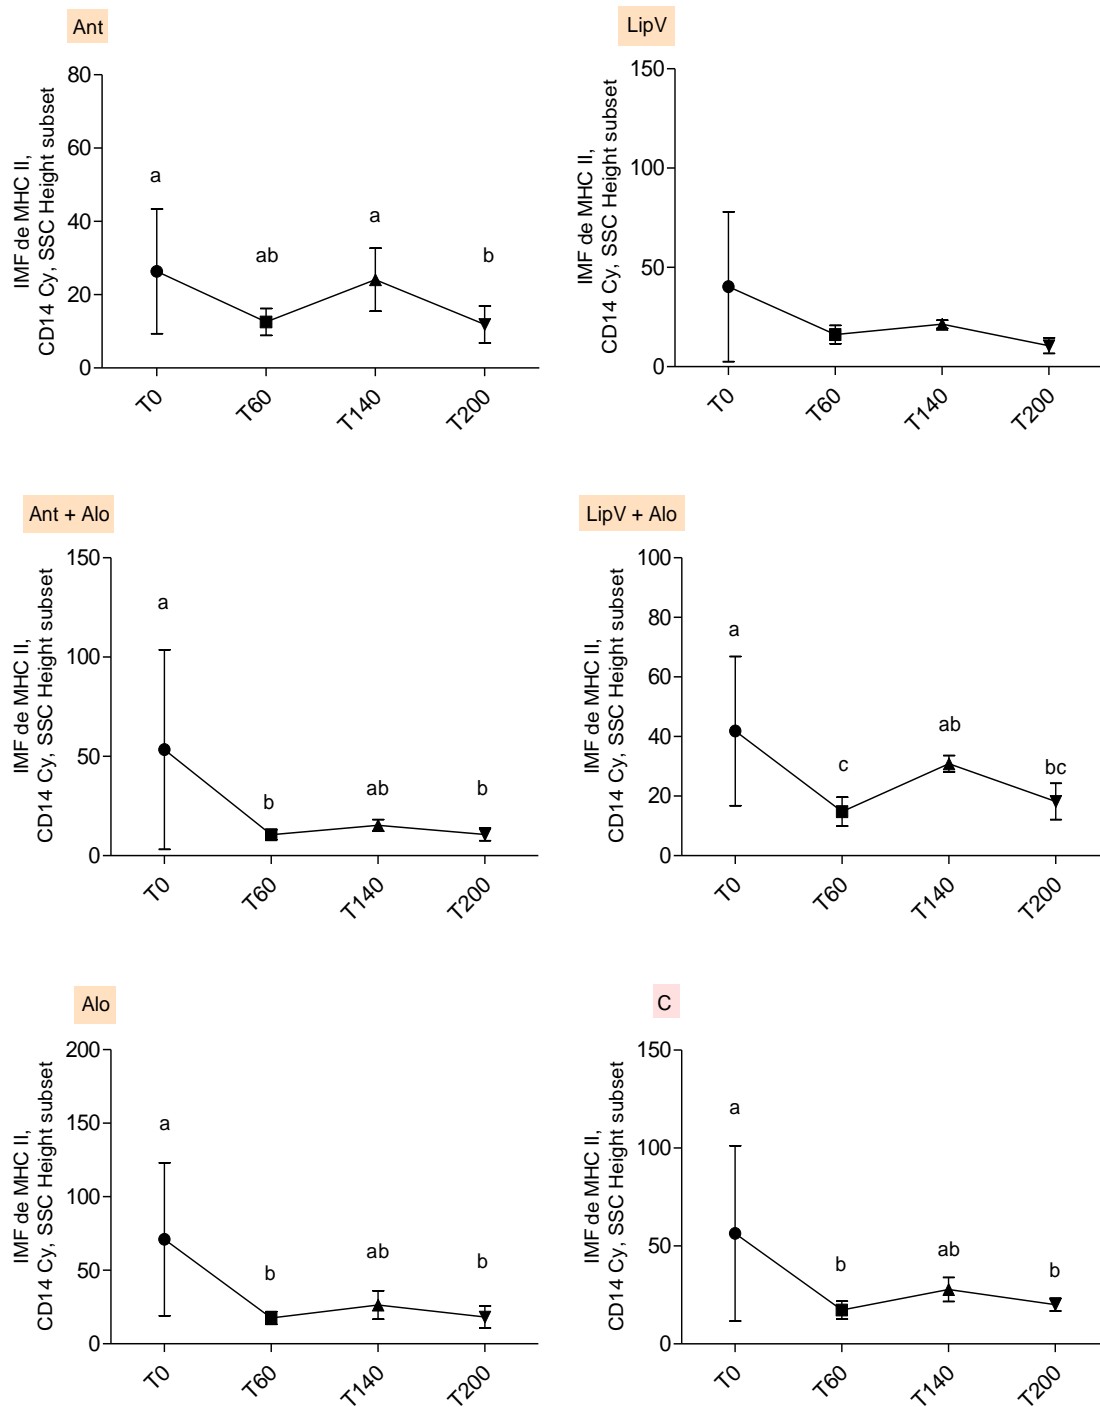 Ant
IMF de MHC II,
CD14 Cy, SSC Height subset
80
60
40
20
0
a
ab
a
b
T0
T60
T140
T200
LipV
IMF de MHC II,
CD14 Cy, SSC Height subset
150
100
50
0
T0
T60
T140
T200
Ant + Alo
IMF de MHC II,
CD14 Cy, SSC Height subset
150
100
50
0
a
b
ab
b
T0
T60
T140
T200
LipV + Alo
IMF de MHC II,
CD14 Cy, SSC Height subset
100
80
60
40
20
0
a
c
ab
bc
T0
T60
T140
T200
Alo
IMF de MHC II,
CD14 Cy, SSC Height subset
200
150
100
50
0
a
b
ab
b
T0
T60
T140
T200
C
IMF de MHC II,
CD14 Cy, SSC Height subset
150
100
50
0
a
b
ab
b
T0
T60
T140
T200